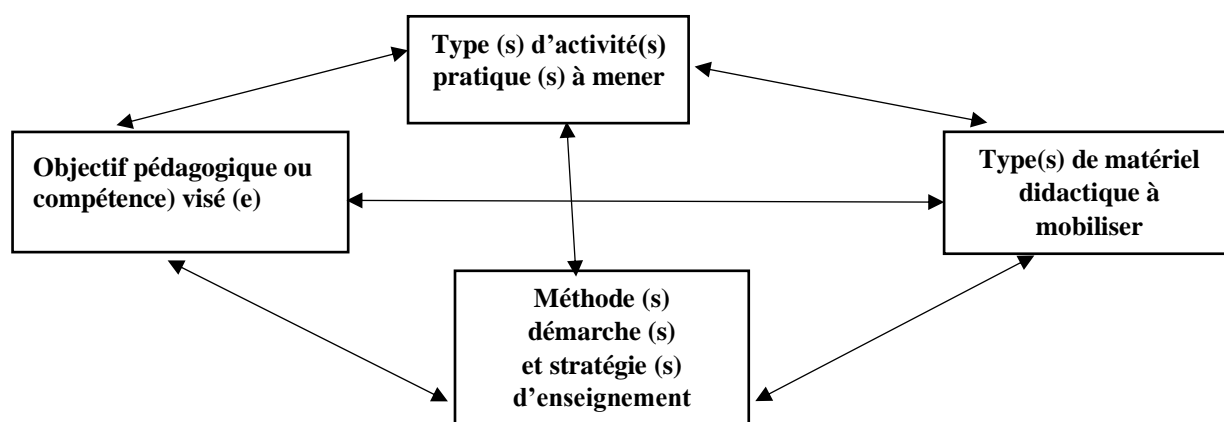 Type (s) d’activité(s)
pratique (s) à mener
Objectif pédagogique ou
compétence) visé (e)
Type(s) de matériel
didactique à
mobiliser
Méthode (s)
démarche (s)
et stratégie (s)
d’enseignement